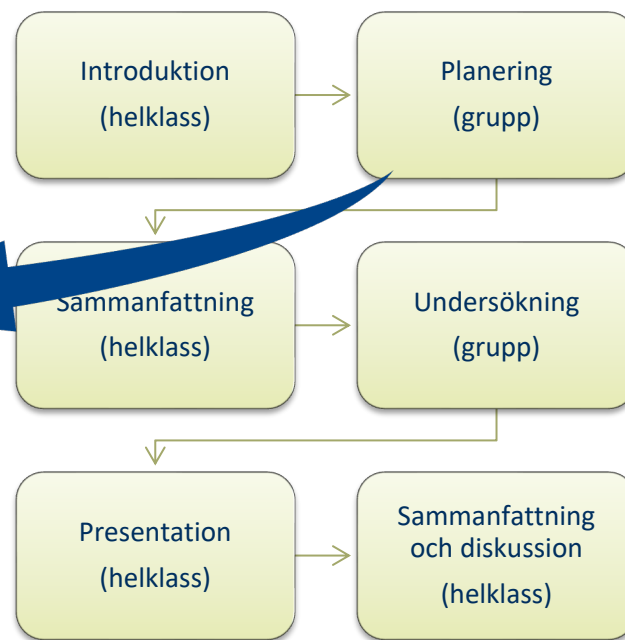 Introduktion
(helklass)
Planering
(grupp)
Sammanfattning
(helklass)
Undersökning
(grupp)
Presentation
(helklass)
Sammanfattning
och diskussion
(helklass)